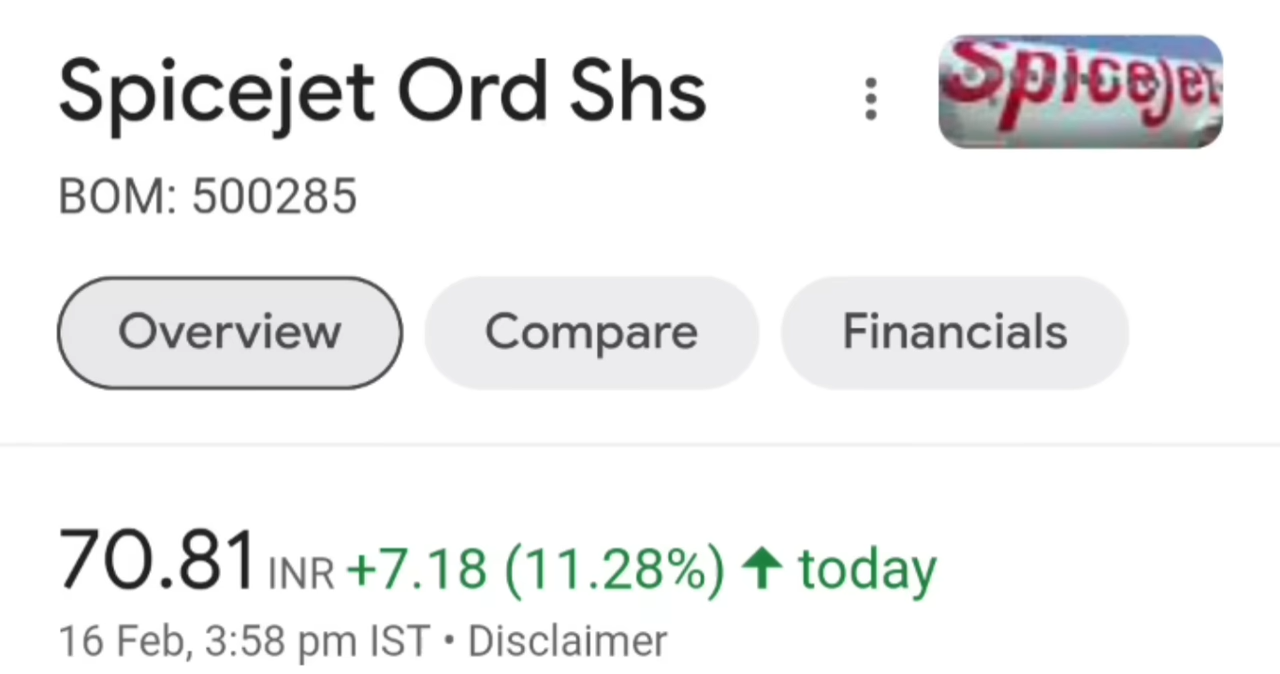 Spicejet Ord Shs
Spicejet
BOM: 500285
Overview Compare Financials
70.81 INR +7.18 (11.28%) ↑ today
16 Feb, 3:58 pm IST • Disclaimer